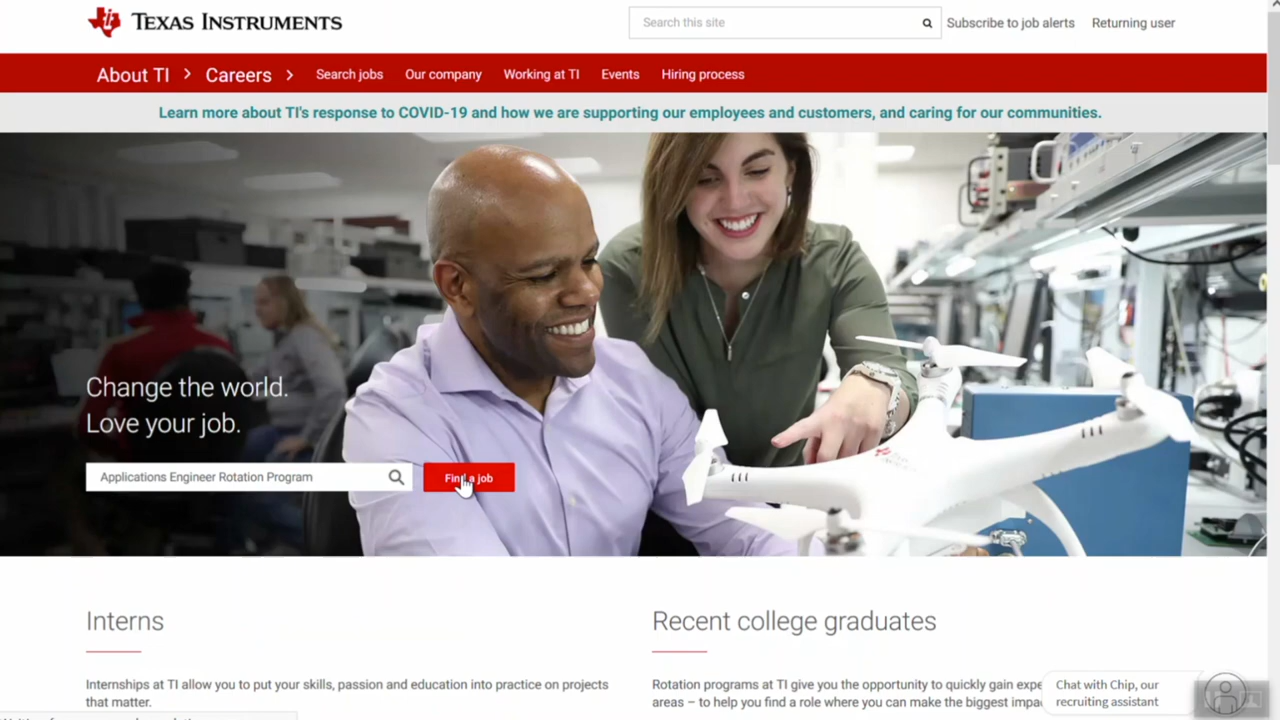 TEXAS INSTRUMENTS
Search this site
Subscribe to job alerts
Returning user
About TI
Careers
Search jobs
Our company
Working at TI
Events
Hiring process
Learn more about TI's response to COVID-19 and how we are supporting our employees and customers, and caring for our communities.
Change the world.
Love your job.
Applications Engineer Rotation Program
Find a job
Interns
Internships at TI allow you to put your skills, passion and education into practice on projects
that matter.
Recent college graduates
Rotation programs at TI give you the opportunity to quickly gain
areas – to help you find a role where you can make the biggest
Chat with Chip, our
recruiting assistant